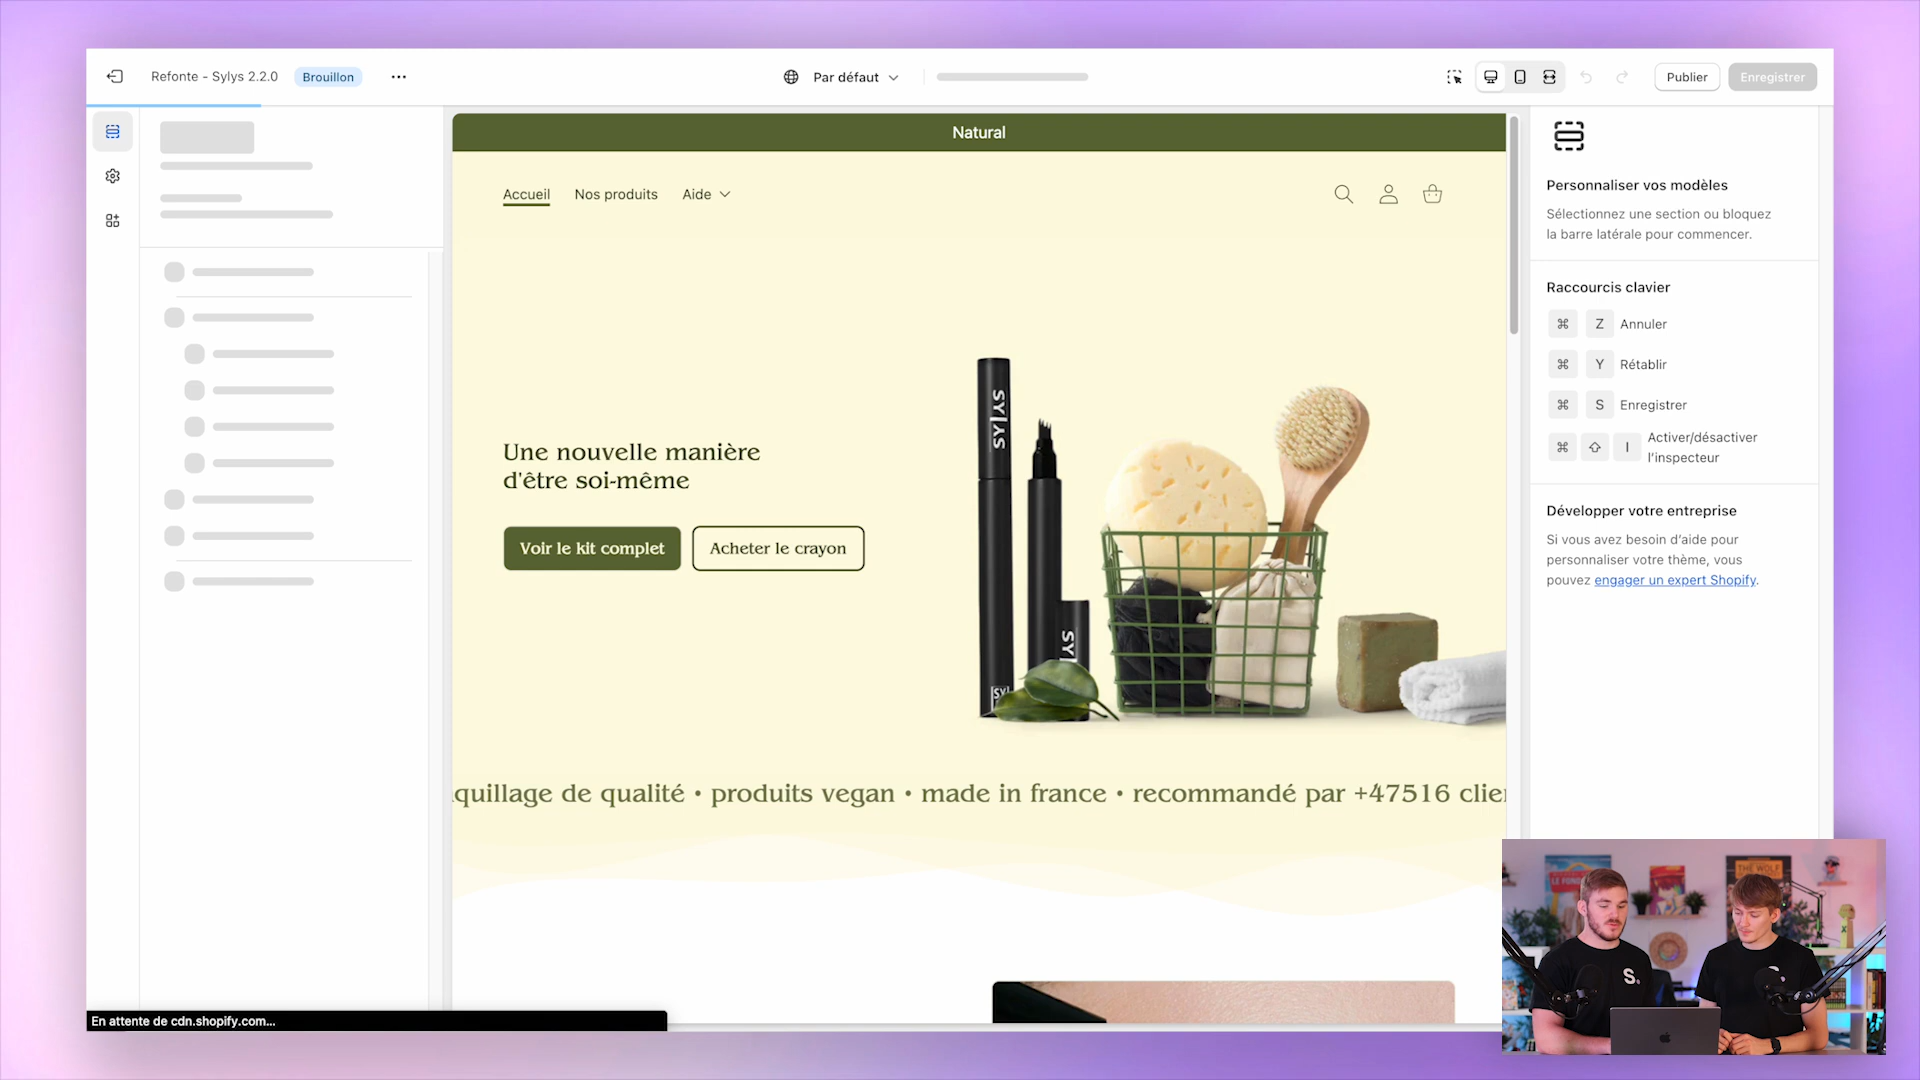 Refonte - Sylys 2.2.0
Brouillon
Par défaut
Publier
Enregistrer
Natural
Accueil
Nos produits
Aide
Une nouvelle manière
d'être soi-même
Voir le kit complet
Acheter le crayon
SYLYS
SY
SYL
quillage de qualité • produits vegan • made in france • recommandé par +47516 clie
Personnaliser vos modèles
Sélectionnez une section ou bloquez
la barre latérale pour commencer.
Raccourcis clavier
⌘ Z Annuler
⌘ Y Rétablir
⌘ S Enregistrer
⌘ ⇧ I Activer/désactiver
l'inspecteur
Développer votre entreprise
Si vous avez besoin d'aide pour
personnaliser votre thème, vous
pouvez engager un expert Shopify.
En attente de cdn.shopify.com...
THE WOLF
S.